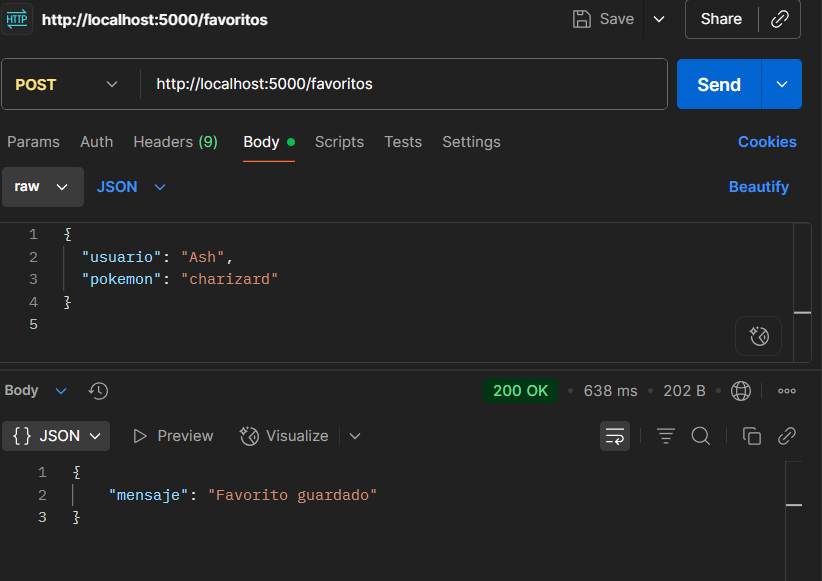 HTTP http://localhost:5000/favoritos Save Share
POST http://localhost:5000/favoritos Send
Params Auth Headers (9) Body Scripts Tests Settings Cookies
raw JSON Beautify
1 {
2 "usuario": "Ash",
3 "pokemon": "charizard"
4 }
5
Body 200 OK 638 ms 202 B
{} JSON Preview Visualize
1 {
2 "mensaje": "Favorito guardado"
3 }